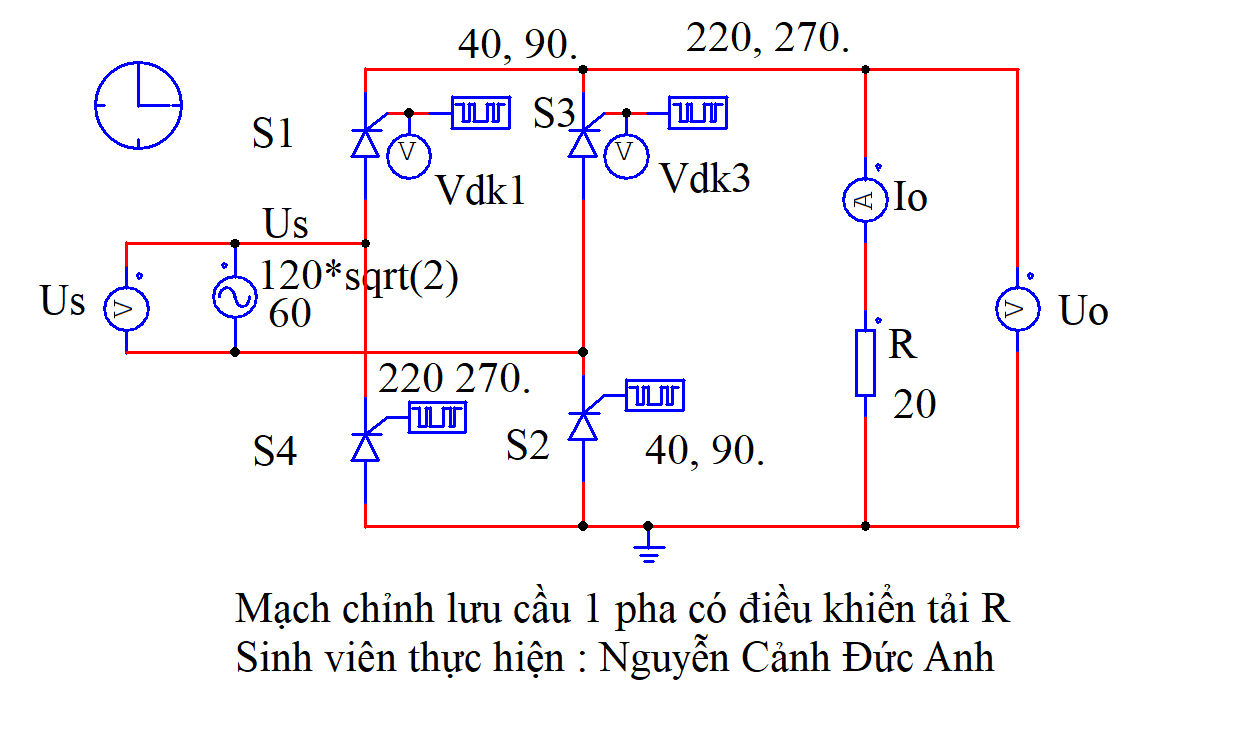 40, 90.
220, 270.
S1
V
Vdk1
S3
V
Vdk3
A
Io
Us
120*sqrt(2)
60
Us
V
V
Uo
R
20
220 270.
S4
S2
40, 90.
Mạch chỉnh lưu cầu 1 pha có điều khiển tải R
Sinh viên thực hiện : Nguyễn Cảnh Đức Anh